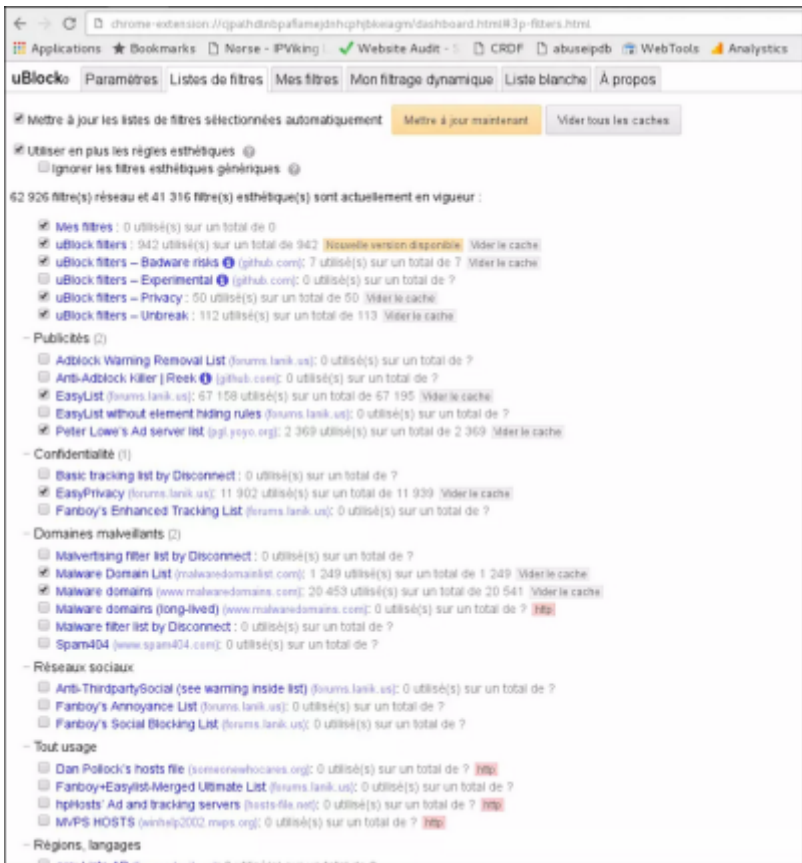 chrome-extension://cjpathdlnbpaflamejdnhcphjbkeiagm/dashboard.html#3p-filters.html
Applications Bookmarks Norse - IPViking Website Audit - S CRDF abuseipdb WebTools Analystics
uBlock₀ Paramètres Listes de filtres Mes filtres Mon filtrage dynamique Liste blanche À propos
Mettre à jour les listes de filtres sélectionnées automatiquement Mettre à jour maintenant Vider tous les caches
Utiliser en plus les règles esthétiques
Ignorer les filtres esthétiques génériques
62 926 filtre(s) réseau et 41 316 filtre(s) esthétique(s) sont actuellement en vigueur :
Mes filtres : 0 utilisé(s) sur un total de 0
uBlock filters : 942 utilisé(s) sur un total de 942 Nouvelle version disponible Vider le cache
uBlock filters – Badware risks (github.com): 7 utilisé(s) sur un total de 7 Vider le cache
uBlock filters – Experimental (github.com): 0 utilisé(s) sur un total de ?
uBlock filters – Privacy : 50 utilisé(s) sur un total de 50 Vider le cache
uBlock filters – Unbreak : 112 utilisé(s) sur un total de 113 Vider le cache
– Publicités (2)
Adblock Warning Removal List (forums.lanik.us): 0 utilisé(s) sur un total de ?
Anti-Adblock Killer | Reek (github.com): 0 utilisé(s) sur un total de ?
EasyList (forums.lanik.us): 67 158 utilisé(s) sur un total de 67 195 Vider le cache
EasyList without element hiding rules (forums.lanik.us): 0 utilisé(s) sur un total de ?
Peter Lowe's Ad server list (pgl.yoyo.org): 2 369 utilisé(s) sur un total de 2 369 Vider le cache
– Confidentialité (1)
Basic tracking list by Disconnect : 0 utilisé(s) sur un total de ?
EasyPrivacy (forums.lanik.us): 11 902 utilisé(s) sur un total de 11 939 Vider le cache
Fanboy's Enhanced Tracking List (forums.lanik.us): 0 utilisé(s) sur un total de ?
– Domaines malveillants (2)
Malvertising filter list by Disconnect : 0 utilisé(s) sur un total de ?
Malware Domain List (malwaredomainlist.com): 1 249 utilisé(s) sur un total de 1 249 Vider le cache
Malware domains (www.malwaredomains.com): 20 453 utilisé(s) sur un total de 20 541 Vider le cache
Malware domains (long-lived) (www.malwaredomains.com): 0 utilisé(s) sur un total de ? http
Malware filter list by Disconnect : 0 utilisé(s) sur un total de ?
Spam404 (www.spam404.com): 0 utilisé(s) sur un total de ?
– Réseaux sociaux
Anti-ThirdpartySocial (see warning inside list) (forums.lanik.us): 0 utilisé(s) sur un total de ?
Fanboy's Annoyance List (forums.lanik.us): 0 utilisé(s) sur un total de ?
Fanboy's Social Blocking List (forums.lanik.us): 0 utilisé(s) sur un total de ?
– Tout usage
Dan Pollock's hosts file (someonewhocares.org): 0 utilisé(s) sur un total de ? http
Fanboy+Easylist-Merged Ultimate List (forums.lanik.us): 0 utilisé(s) sur un total de ?
hpHosts' Ad and tracking servers (hosts-file.net): 0 utilisé(s) sur un total de ? http
MVPS HOSTS (winhelp2002.mvps.org): 0 utilisé(s) sur un total de ? http
– Régions, langages